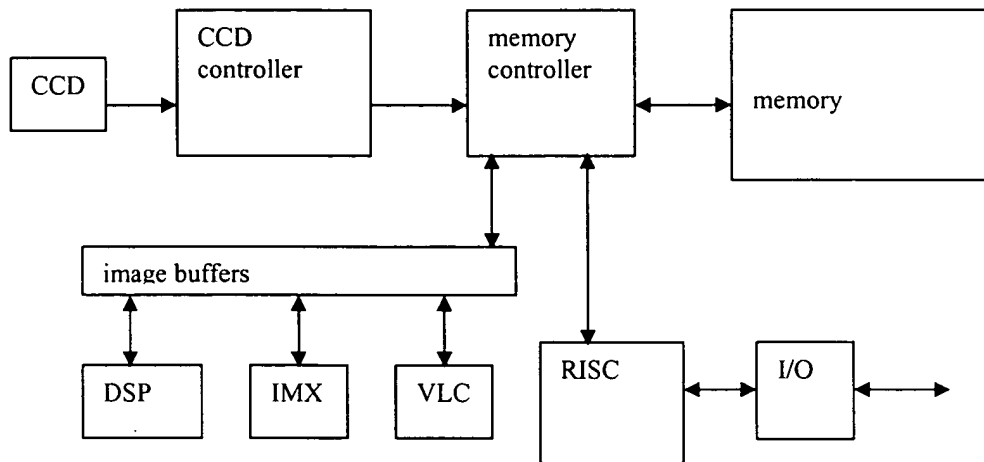 CCD
CCD
controller
memory
controller
memory
image buffers
DSP
IMX
VLC
RISC
I/O